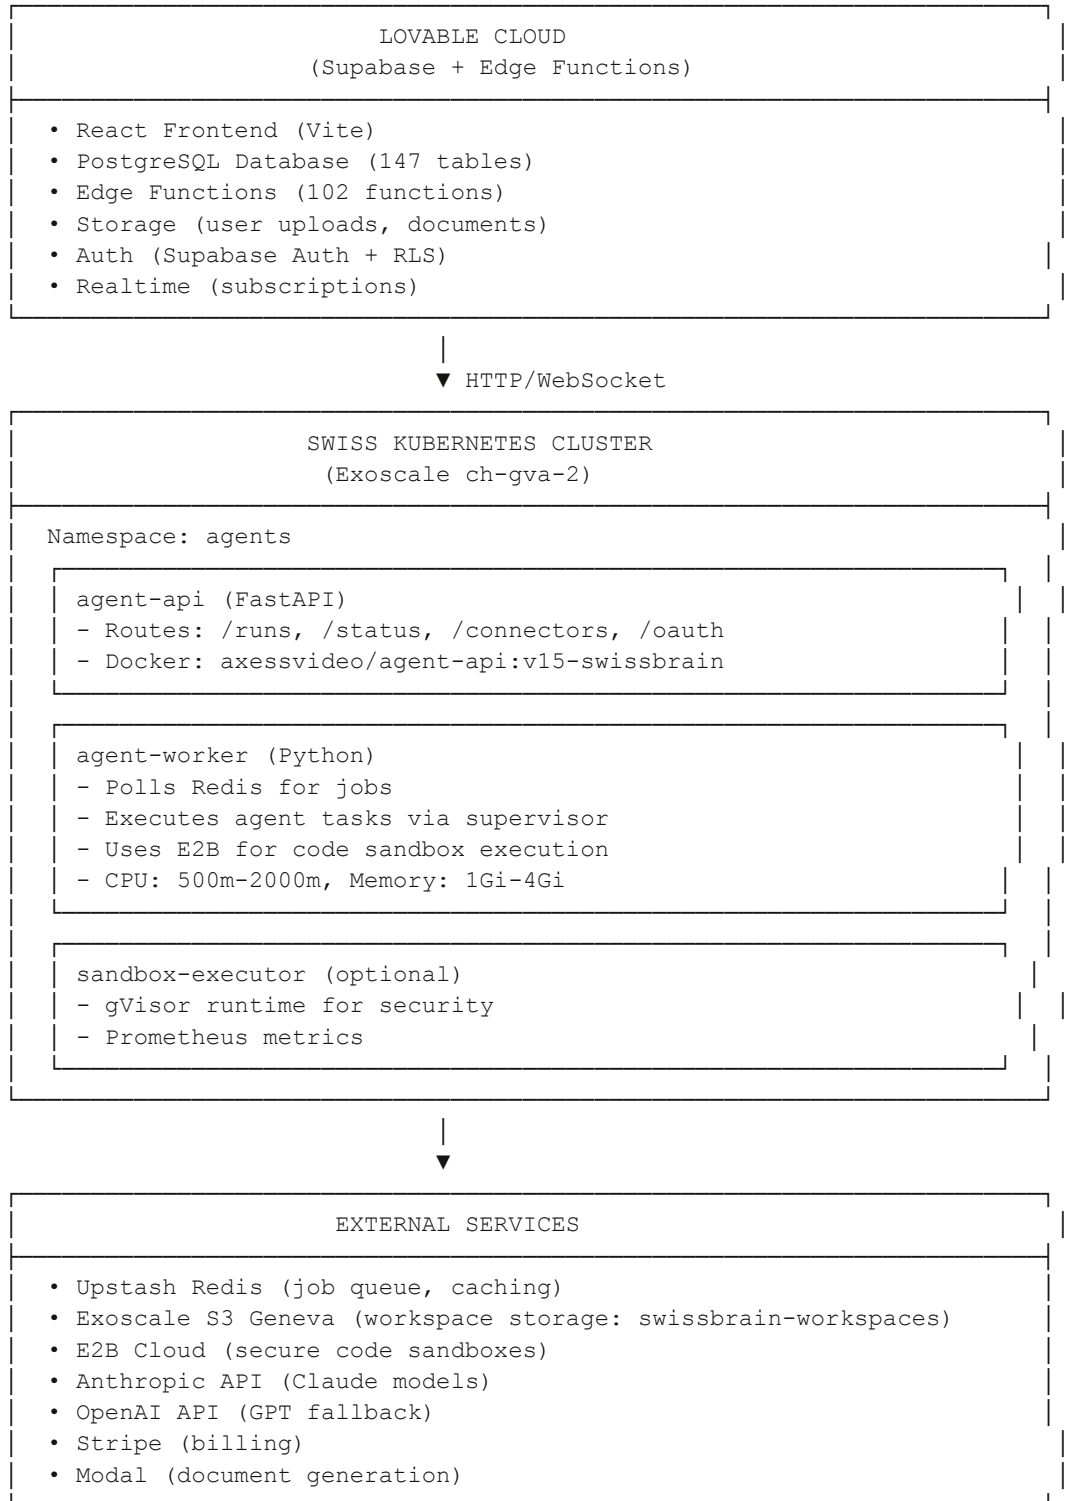 LOVABLE CLOUD
(Supabase + Edge Functions)
• React Frontend (Vite)
• PostgreSQL Database (147 tables)
• Edge Functions (102 functions)
• Storage (user uploads, documents)
• Auth (Supabase Auth + RLS)
• Realtime (subscriptions)
▼ HTTP/WebSocket
SWISS KUBERNETES CLUSTER
(Exoscale ch-gva-2)
Namespace: agents
agent-api (FastAPI)
- Routes: /runs, /status, /connectors, /oauth
- Docker: axessvideo/agent-api:v15-swissbrain
agent-worker (Python)
- Polls Redis for jobs
- Executes agent tasks via supervisor
- Uses E2B for code sandbox execution
- CPU: 500m-2000m, Memory: 1Gi-4Gi
sandbox-executor (optional)
- gVisor runtime for security
- Prometheus metrics
▼
EXTERNAL SERVICES
• Upstash Redis (job queue, caching)
• Exoscale S3 Geneva (workspace storage: swissbrain-workspaces)
• E2B Cloud (secure code sandboxes)
• Anthropic API (Claude models)
• OpenAI API (GPT fallback)
• Stripe (billing)
• Modal (document generation)